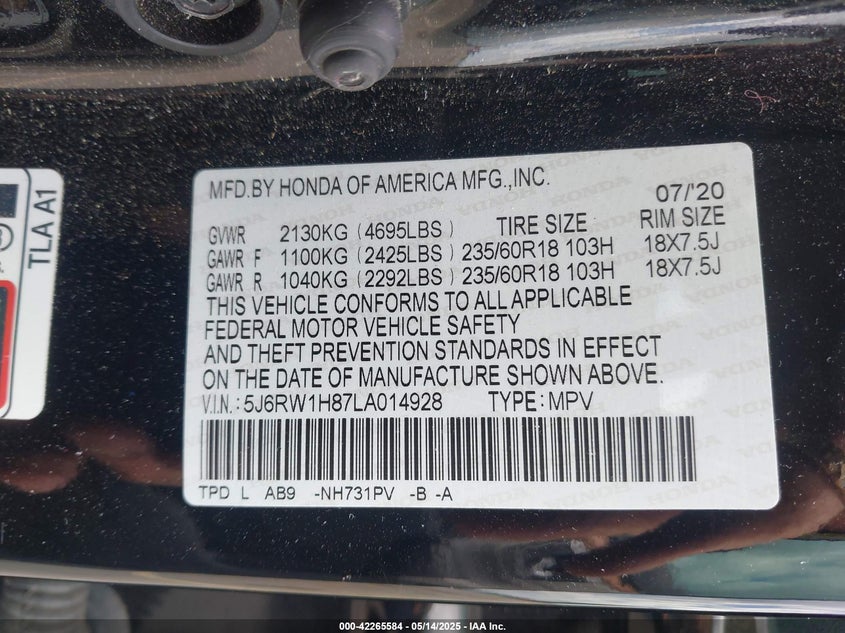 MFD.BY HONDA OF AMERICA MFG.,INC.
07/'20
GVWR 2130KG (4695LBS) TIRE SIZE RIM SIZE
GAWR F 1100KG (2425LBS) 235/60R18 103H 18X7.5J
GAWR R 1040KG (2292LBS) 235/60R18 103H 18X7.5J
THIS VEHICLE CONFORMS TO ALL APPLICABLE
FEDERAL MOTOR VEHICLE SAFETY
AND THEFT PREVENTION STANDARDS IN EFFECT
ON THE DATE OF MANUFACTURE SHOWN ABOVE.
V.I.N.: 5J6RW1H87LA014928 TYPE: MPV
TPD L AB9 -NH731PV -B -A
TLA A1
000-42265584 - 05/14/2025 - IAA Inc.